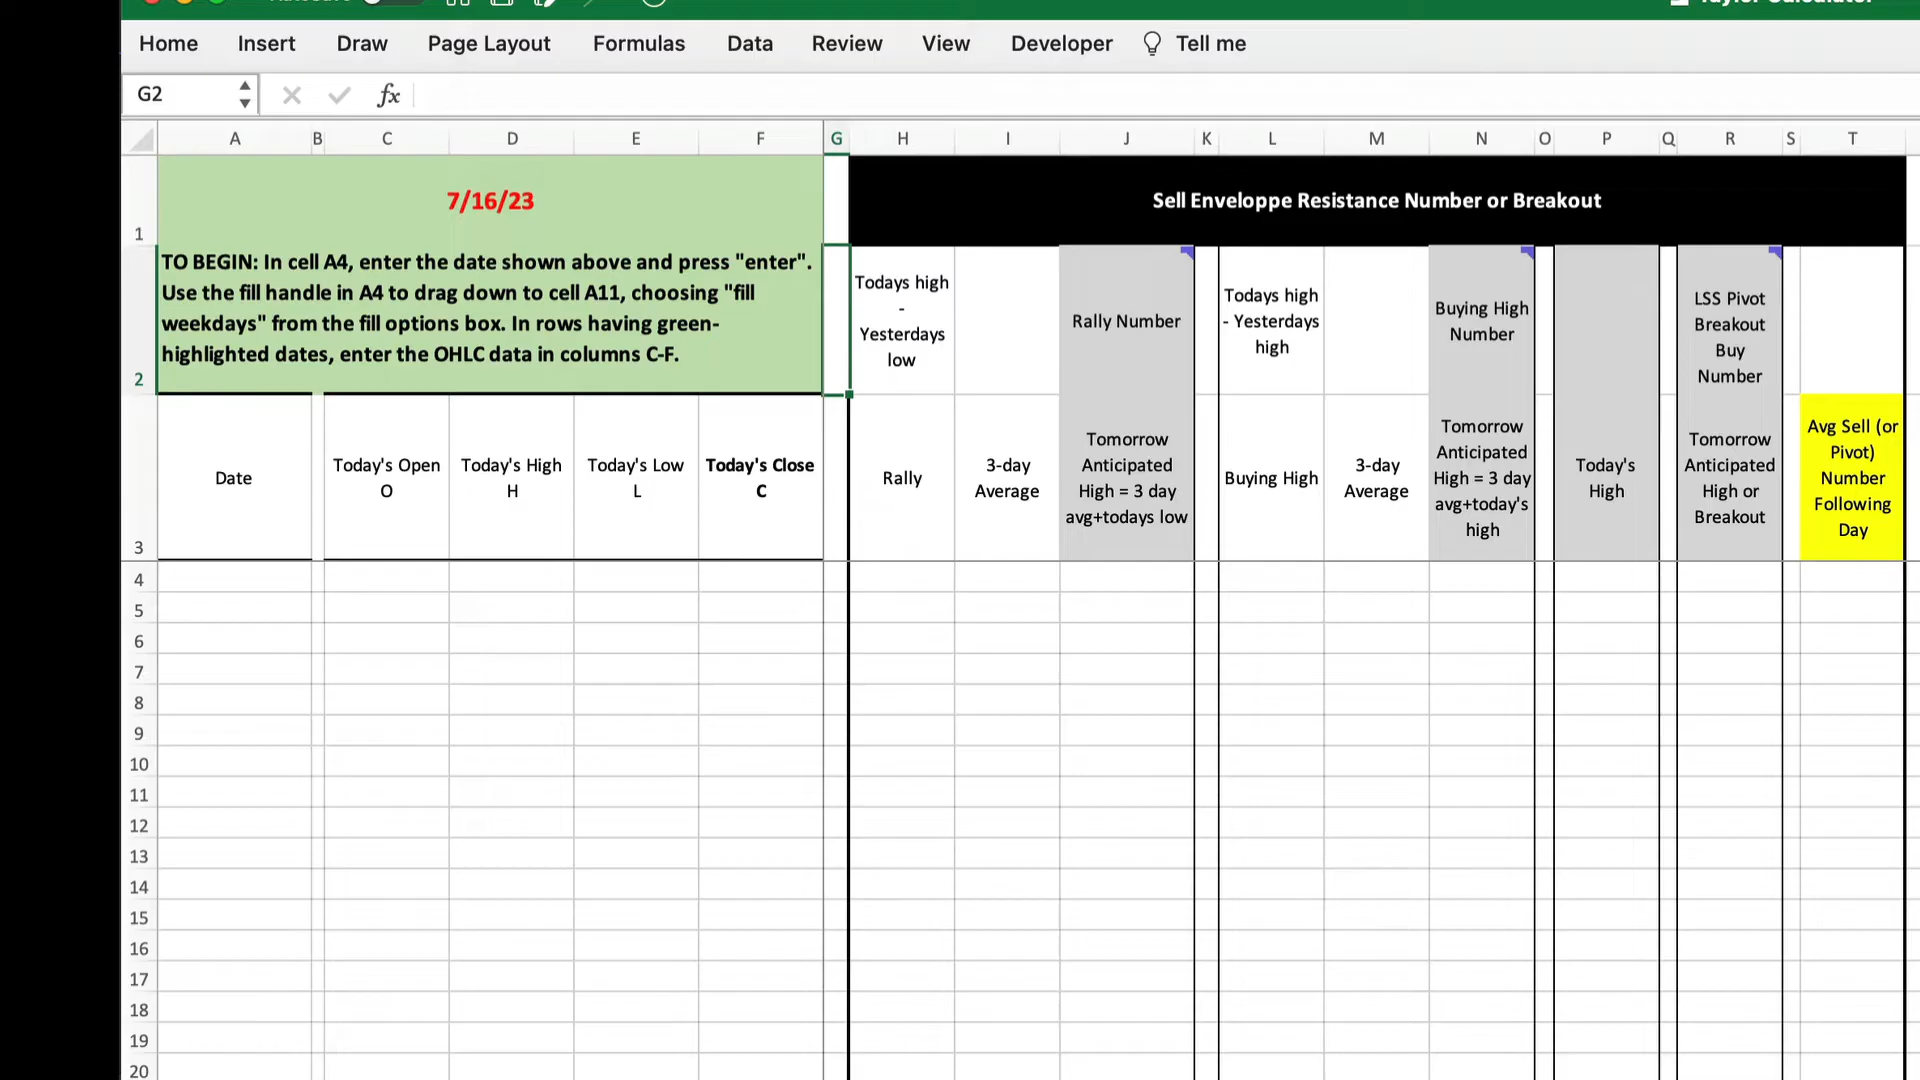 Home Insert Draw Page Layout Formulas Data Review View Developer Tell me
G2 fx
A B C D E F G H I J K L M N O P Q R S T
1
7/16/23
Sell Enveloppe Resistance Number or Breakout
2
TO BEGIN: In cell A4, enter the date shown above and press "enter".
Use the fill handle in A4 to drag down to cell A11, choosing "fill
weekdays" from the fill options box. In rows having green-
highlighted dates, enter the OHLC data in columns C-F.
Todays high
-
Yesterdays
low
Rally Number
Todays high
- Yesterdays
high
Buying High
Number
LSS Pivot
Breakout
Buy
Number
3
Date
Today's Open
O
Today's High
H
Today's Low
L
Today's Close
C
Rally
3-day
Average
Tomorrow
Anticipated
High = 3 day
avg+todays low
Buying High
3-day
Average
Tomorrow
Anticipated
High = 3 day
avg+today's
high
Today's
High
Tomorrow
Anticipated
High or
Breakout
Avg Sell (or
Pivot)
Number
Following
Day
4
5
6
7
8
9
10
11
12
13
14
15
16
17
18
19
20